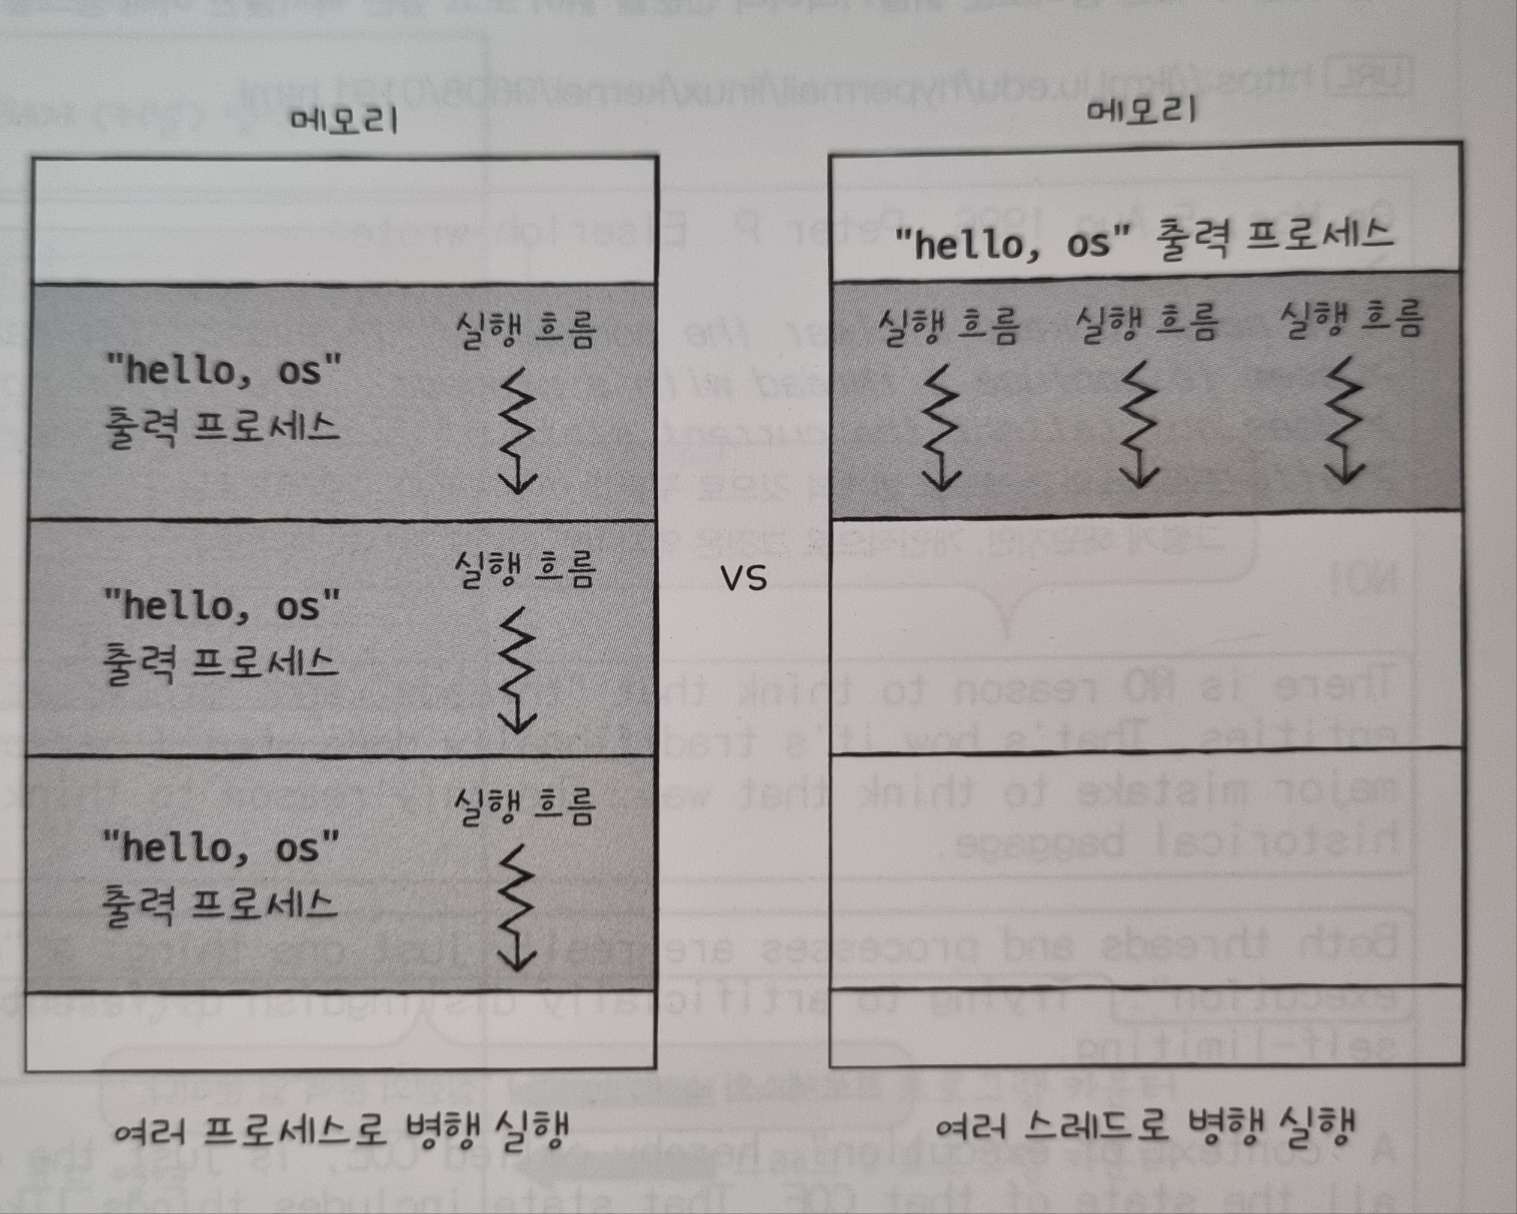 메모리
"hello, os"
출력 프로세스
실행 흐름
"hello, os"
출력 프로세스
실행 흐름
"hello, os"
출력 프로세스
실행 흐름
여러 프로세스로 병행 실행
vs
메모리
"hello, os" 출력 프로세스
실행 흐름 실행 흐름 실행 흐름
여러 스레드로 병행 실행